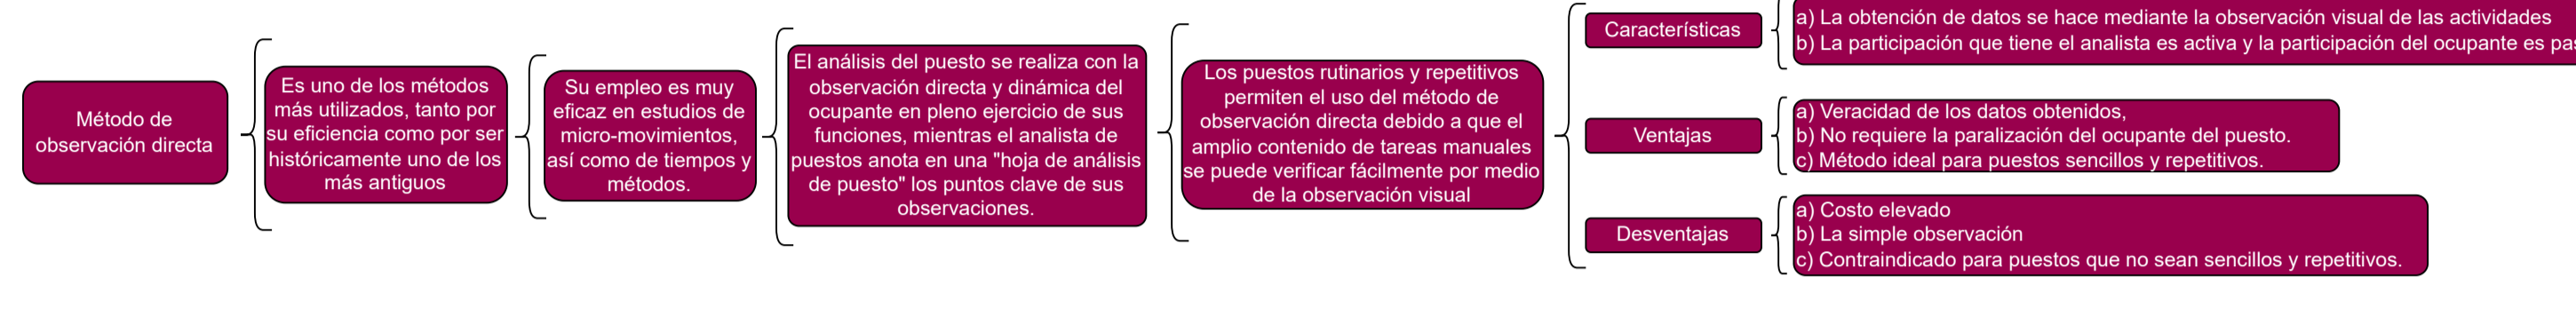 Método de
observación directa
Es uno de los métodos
más utilizados, tanto por
su eficiencia como por ser
históricamente uno de los
más antiguos
Su empleo es muy
eficaz en estudios de
micro-movimientos,
así como de tiempos y
métodos.
El análisis del puesto se realiza con la
observación directa y dinámica del
ocupante en pleno ejercicio de sus
funciones, mientras el analista de
puestos anota en una "hoja de análisis
de puesto" los puntos clave de sus
observaciones.
Los puestos rutinarios y repetitivos
permiten el uso del método de
observación directa debido a que el
amplio contenido de tareas manuales
se puede verificar fácilmente por medio
de la observación visual
Características
a) La obtención de datos se hace mediante la observación visual de las actividades
b) La participación que tiene el analista es activa y la participación del ocupante es
Ventajas
a) Veracidad de los datos obtenidos,
b) No requiere la paralización del ocupante del puesto.
c) Método ideal para puestos sencillos y repetitivos.
Desventajas
a) Costo elevado
b) La simple observación
c) Contraindicado para puestos que no sean sencillos y repetitivos.